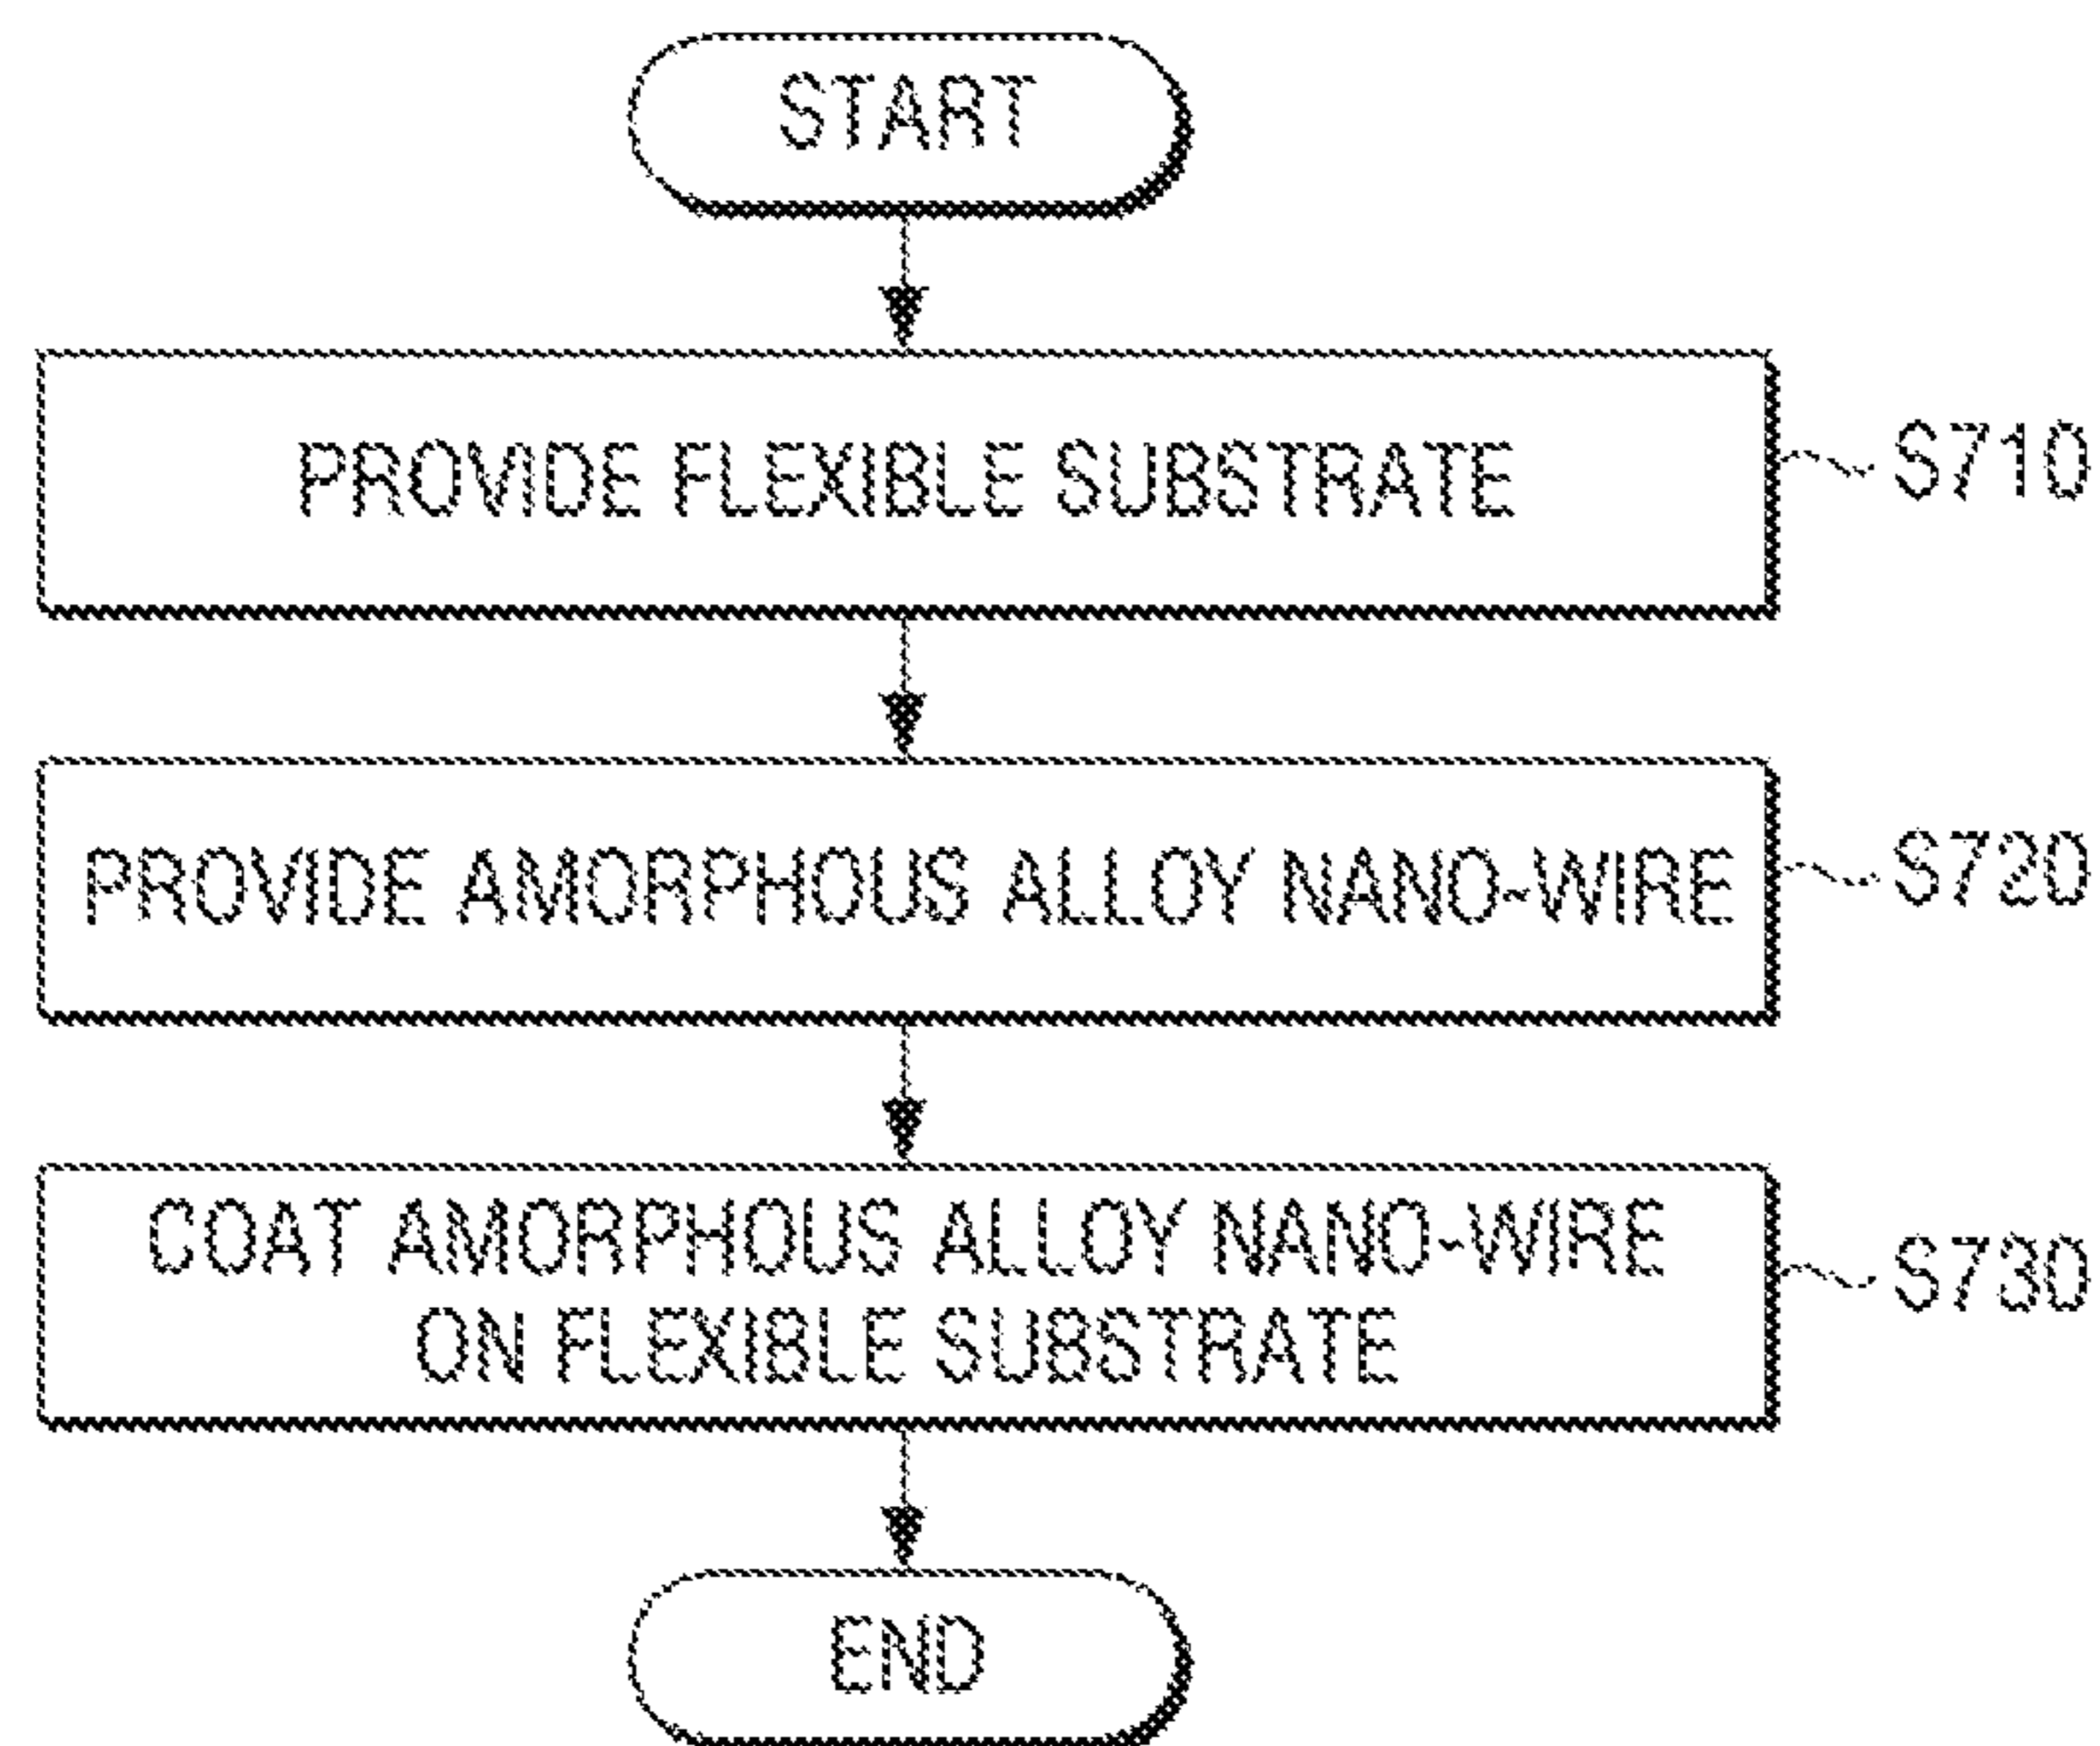 START
PROVIDE FLEXIBLE SUBSTRATE
S710
PROVIDE AMORPHOUS ALLOY NANO-WIRE
S720
COAT AMORPHOUS ALLOY NANO-WIRE
ON FLEXIBLE SUBSTRATE
S730
END